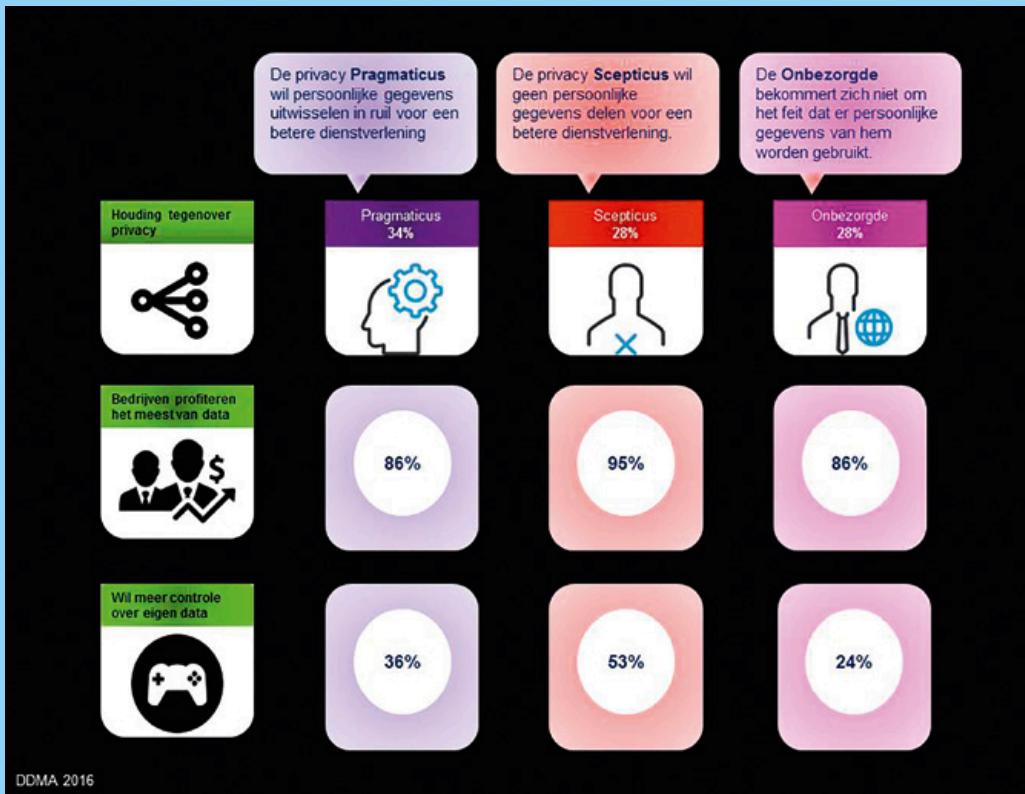 De privacy Pragmaticus
wil persoonlijke gegevens
uitwisselen in ruil voor een
betere dienstverlening
De privacy Scepticus wil
geen persoonlijke
gegevens delen voor een
betere dienstverlening.
De Onbezorgde
bekommert zich niet om
het feit dat er persoonlijke
gegevens van hem
worden gebruikt.
Houding tegenover
privacy
Pragmaticus
34%
Scepticus
28%
Onbezorgde
28%
Bedrijven profiteren
het meest van data
$
86%
95%
86%
Wil meer controle
over eigen data
36%
53%
24%
DDMA 2016